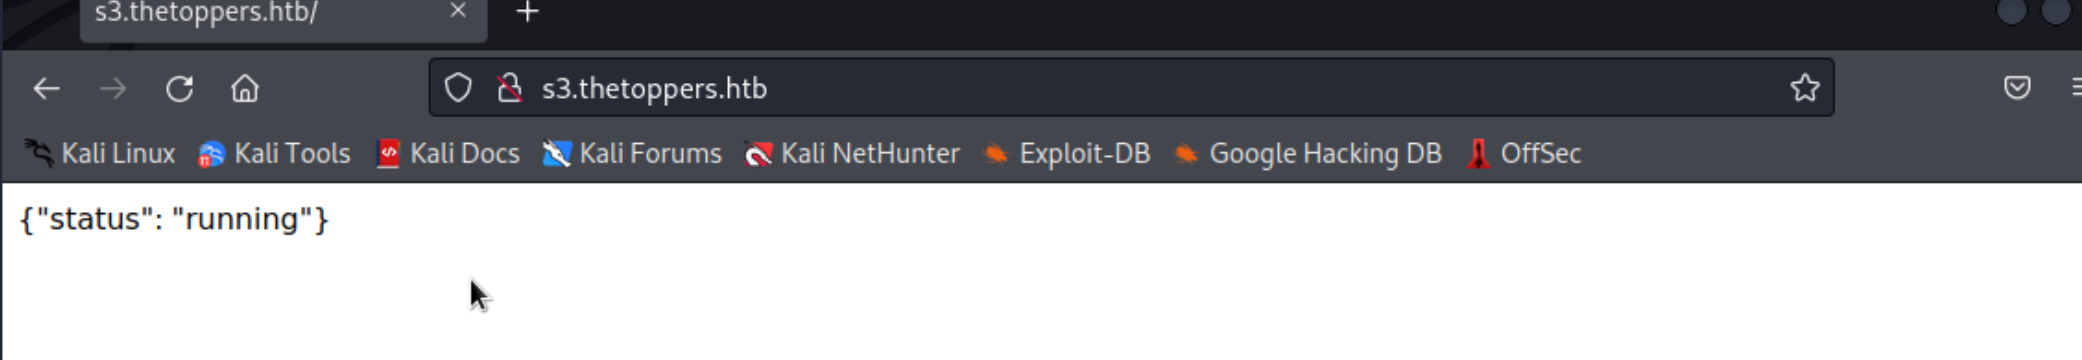 s3.thetoppers.htb/
s3.thetoppers.htb
Kali Linux Kali Tools Kali Docs Kali Forums Kali NetHunter Exploit-DB Google Hacking DB OffSec
{"status": "running"}